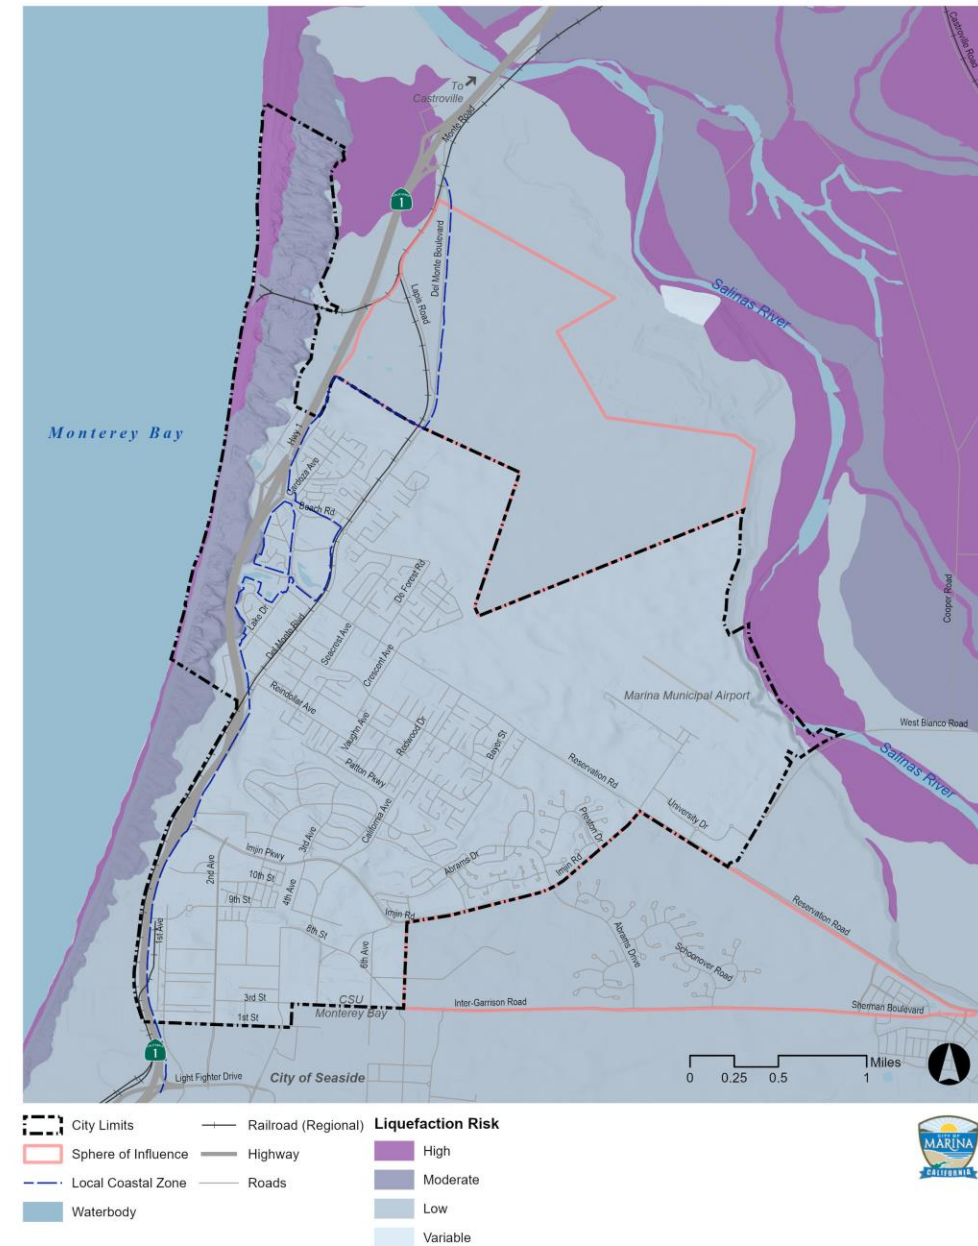 To
Castroville
Castroville Road
Monte Road
1
Del Monte Boulevard
Lapis Road
Salinas River
Monterey Bay
Hwy 1
Cardoza Ave
Beach Rd
De Forest Rd
Lake Dr
Del Monte Blvd
Seacrest Ave
Crescent Ave
Cooper Road
Marina Municipal Airport
Reindollar Ave
Vaughn Ave
Redwood Dr
Bayer St
West Blanco Road
Reservation Rd
Salinas River
Patton Pkwy
California Ave
Preston Dr
University Dr
Imjin Pkwy
3rd Ave
2nd Ave
10th St
4th Ave
Abrams Dr
Imjin Rd
9th St
Imjin Rd
Reservation Road
1st Ave
8th St
6th Ave
Abrams Drive
Schoonover Road
3rd St
CSU
Monterey Bay
Inter-Garrison Road
Sherman Boulevard
1st St
1
Miles
0 0.25 0.5 1
Light Fighter Drive
City of Seaside
City Limits
Railroad (Regional)
Liquefaction Risk
Sphere of Influence
Highway
High
Local Coastal Zone
Roads
Moderate
Waterbody
Low
Variable
CITY OF
MARINA
CALIFORNIA